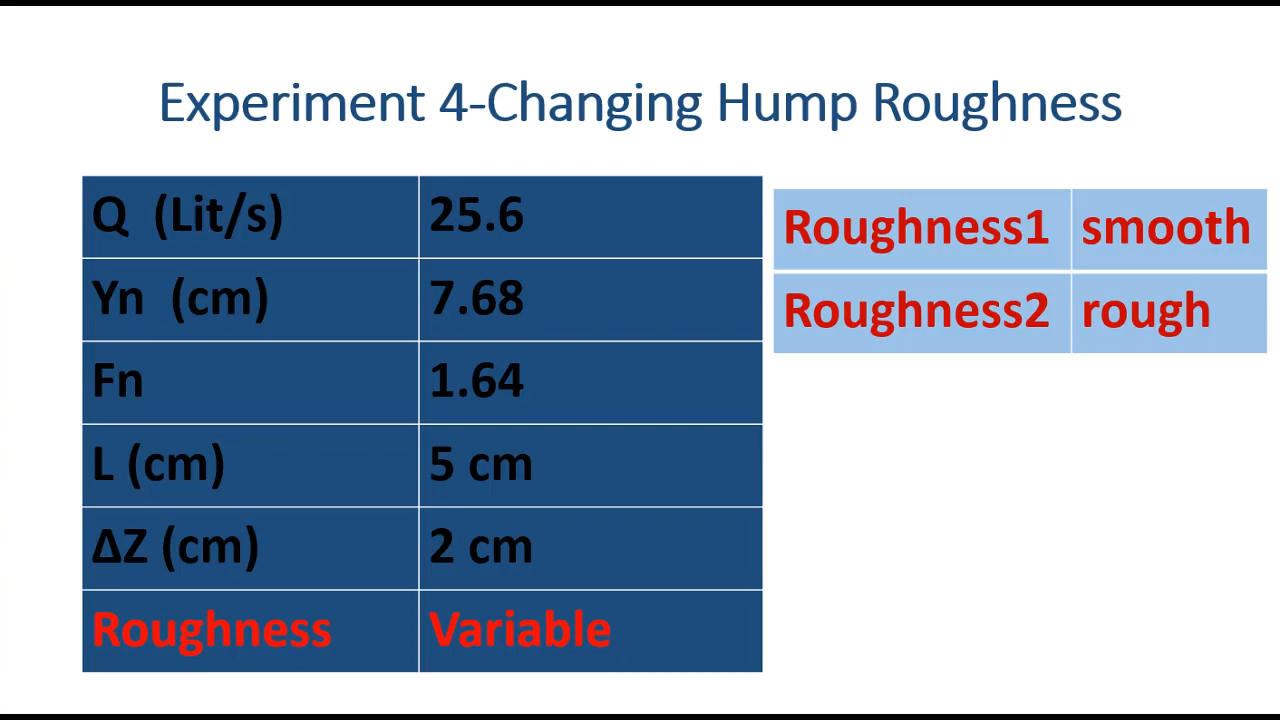 Experiment 4-Changing Hump Roughness
Q (Lit/s) 25.6
Yn (cm) 7.68
Fn 1.64
L (cm) 5 cm
ΔZ (cm) 2 cm
Roughness Variable
Roughness1 smooth
Roughness2 rough